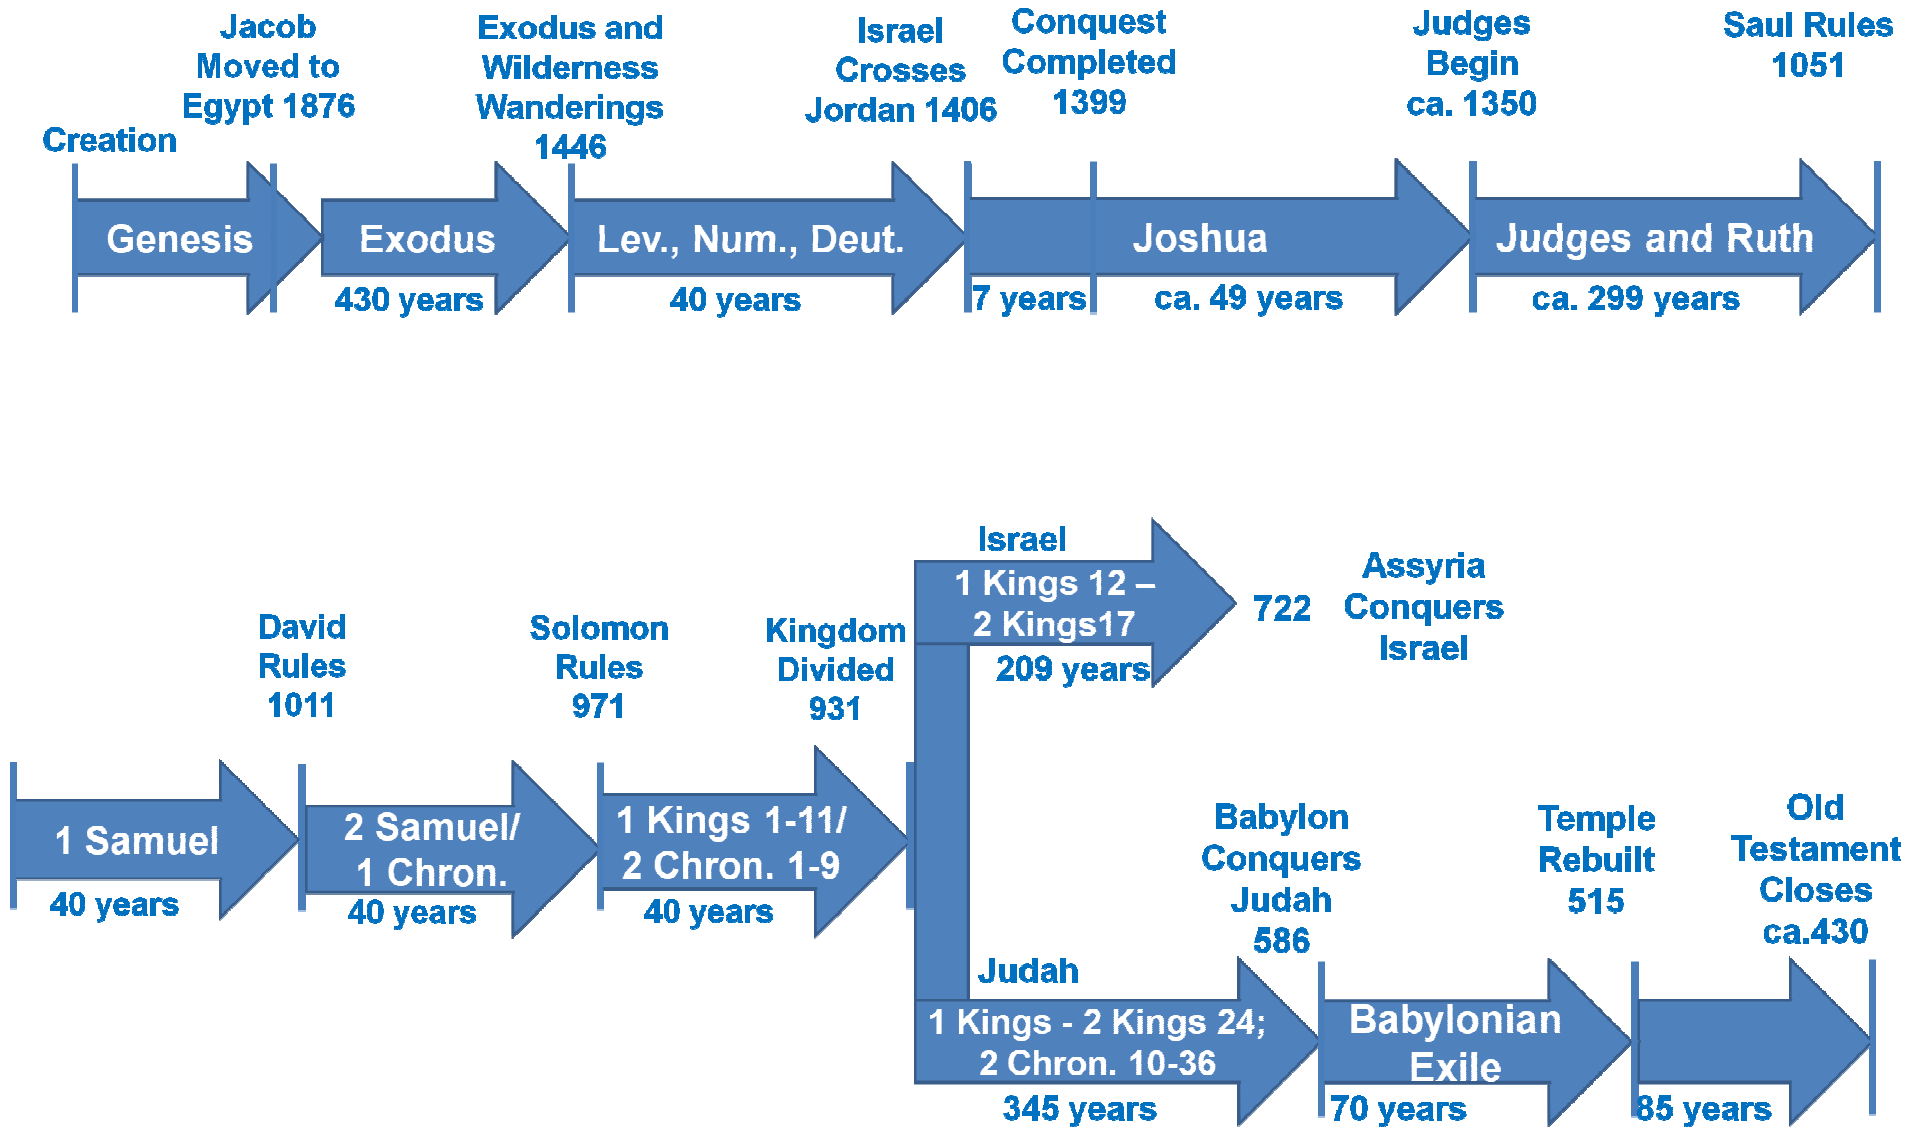 Jacob
Moved to
Egypt 1876
Exodus and
Wilderness
Wanderings
1446
Israel
Crosses
Jordan 1406
Conquest
Completed
1399
Judges
Begin
ca. 1350
Saul Rules
1051
Creation
Genesis
Exodus
Lev., Num., Deut.
Joshua
Judges and Ruth
430 years
40 years
7 years
ca. 49 years
ca. 299 years
Israel
1 Kings 12 –
2 Kings17
209 years
722
Assyria
Conquers
Israel
David
Rules
1011
Solomon
Rules
971
Kingdom
Divided
931
1 Samuel
2 Samuel/
1 Chron.
1 Kings 1-11/
2 Chron. 1-9
40 years
40 years
40 years
Babylon
Conquers
Judah
586
Temple
Rebuilt
515
Old
Testament
Closes
ca.430
Judah
1 Kings - 2 Kings 24;
2 Chron. 10-36
Babylonian
Exile
345 years
70 years
85 years